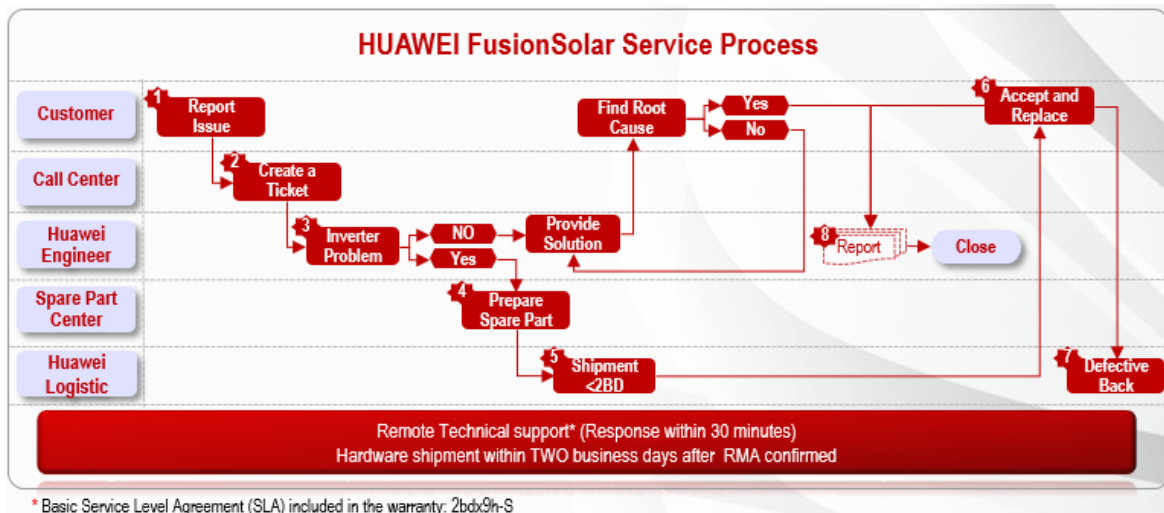 HUAWEI FusionSolar Service Process
Customer
1
Report
Issue
Find Root
Cause
Yes
No
6
Accept and
Replace
Call Center
2
Create a
Ticket
Huawei
Engineer
3
Inverter
Problem
NO
Yes
Provide
Solution
8
Report
Close
Spare Part
Center
4
Prepare
Spare Part
Huawei
Logistic
5
Shipment
<2BD
7
Defective
Back
Remote Technical support* (Response within 30 minutes)
Hardware shipment within TWO business days after RMA confirmed
* Basic Service Level Agreement (SLA) included in the warranty: 2bdx9h-S